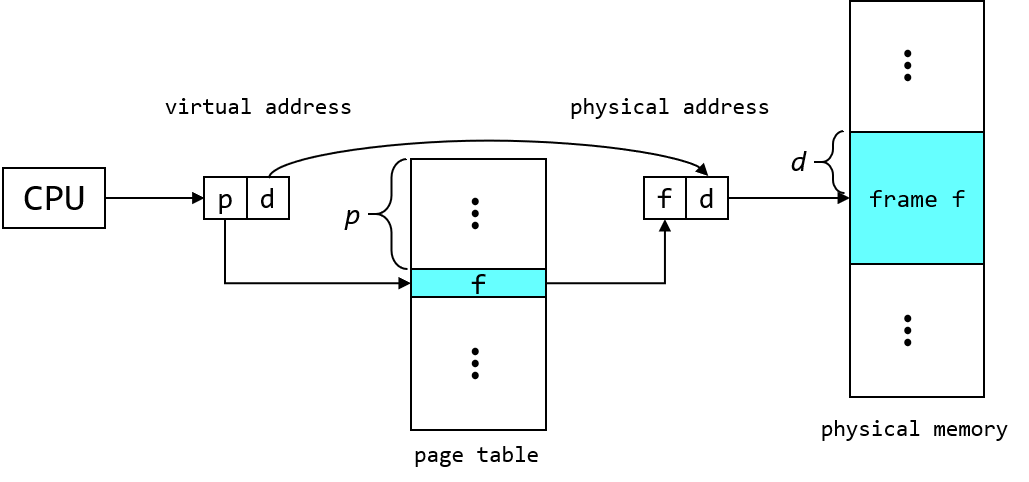 virtual address
physical address
CPU
p d
p
f
f d
d
frame f
page table
physical memory